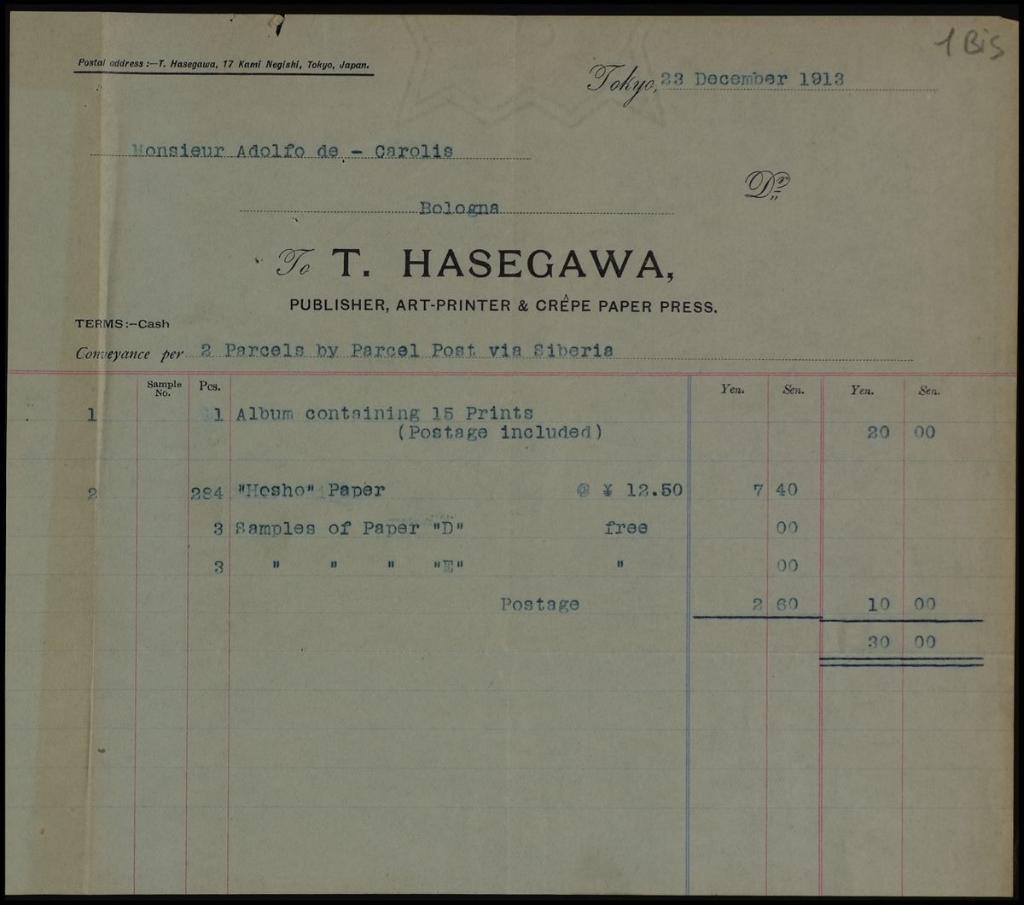 1 Bis
Postal address :—T. Hasegawa, 17 Kami Negishi, Tokyo, Japan.
Tokyo, 23 December 1913
Monsieur Adolfo de - Carolis
Dr
Bologna
To T. HASEGAWA,
PUBLISHER, ART-PRINTER & CRÊPE PAPER PRESS.
TERMS:—Cash
Conveyance per 2 Parcels by Parcel Post via Siberia
Sample No. Pcs. Yen. Sen. Yen. Sen.
1 1 Album containing 15 Prints
(Postage included) 20 00
2 284 "Hosho" Paper @ ¥ 12.50 7 40
3 Samples of Paper "D" free 00
3 " " " "E" " 00
Postage 2 60 10 00
30 00